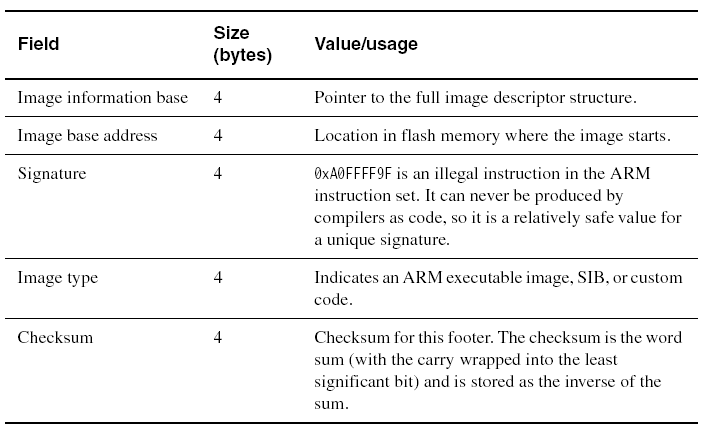 Field Size (bytes) Value/usage
Image information base 4 Pointer to the full image descriptor structure.
Image base address 4 Location in flash memory where the image starts.
Signature 4 0xA0FFFF9F is an illegal instruction in the ARM
instruction set. It can never be produced by
compilers as code, so it is a relatively safe value for
a unique signature.
Image type 4 Indicates an ARM executable image, SIB, or custom
code.
Checksum 4 Checksum for this footer. The checksum is the word
sum (with the carry wrapped into the least
significant bit) and is stored as the inverse of the
sum.